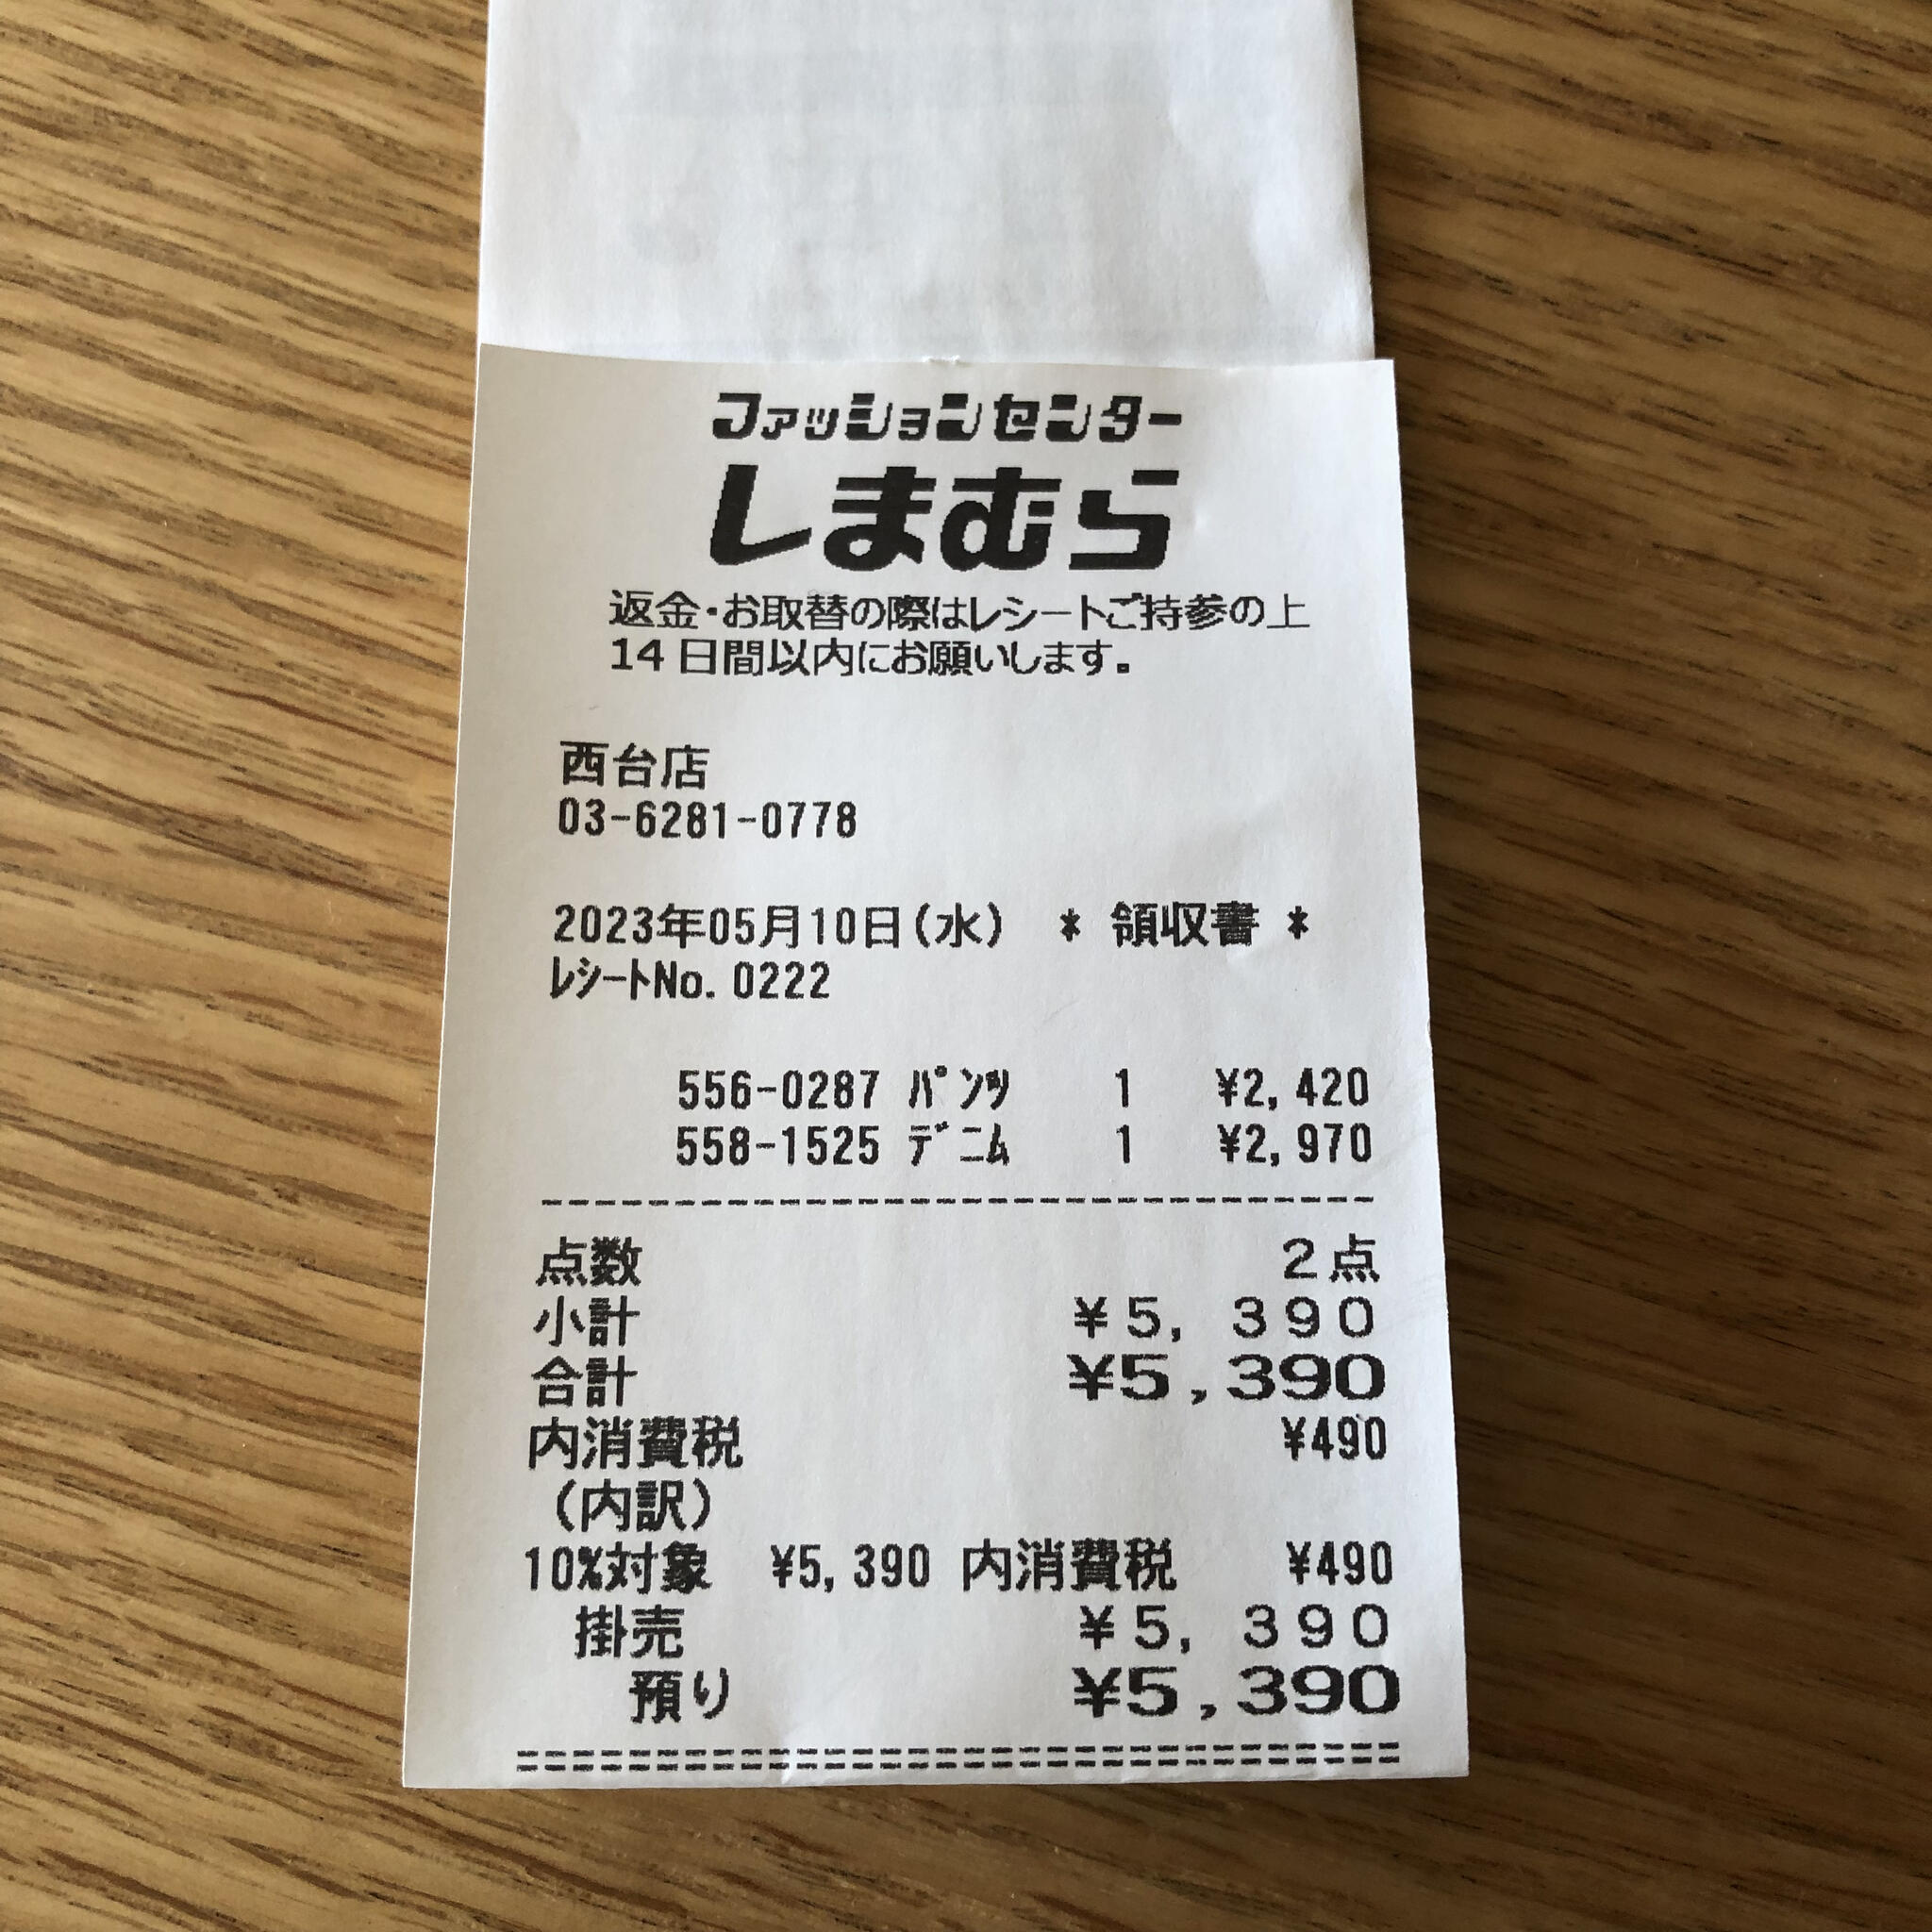 ファッションセンター
しまむら
返金・お取替の際はレシートご持参の上
14日間以内にお願いします。
西台店
03-6281-0778
2023年05月10日(水) * 領収書 *
ﾚｼｰﾄNo.0222
556-0287 ﾊﾟﾝﾂ 1 ¥2,420
558-1525 ﾃﾞﾆﾑ 1 ¥2,970
点数 2点
小計 ¥5,390
合計 ¥5,390
内消費税 ¥490
(内訳)
10%対象 ¥5,390 内消費税 ¥490
掛売 ¥5,390
預り ¥5,390